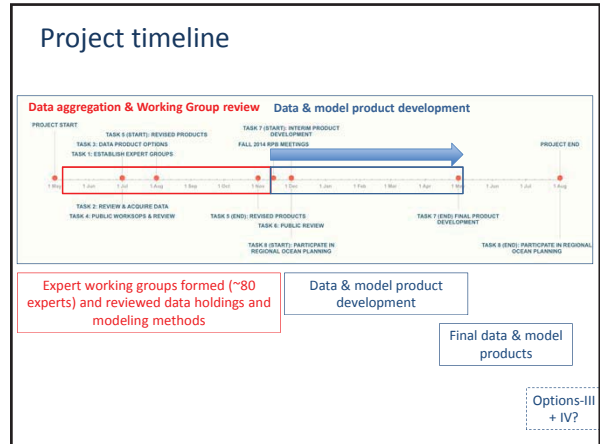 Project timeline
Data aggregation & Working Group review
Data & model product development
PROJECT START
TASK 5 (START): REVISED PRODUCTS
TASK 3: DATA PRODUCT OPTIONS
TASK 1: ESTABLISH EXPERT GROUPS
TASK 7 (START): INTERIM PRODUCT
DEVELOPMENT
FALL 2014 RPB MEETINGS
PROJECT END
1 May
1 Jun
1 Jul
1 Aug
1 Sep
1 Oct
1 Nov
1 Dec
1 Jan
1 Feb
1 Mar
1 Apr
1 May
1 Jun
1 Jul
1 Aug
TASK 2: REVIEW & ACQUIRE DATA
TASK 4: PUBLIC WORKSOPS & REVIEW
TASK 5 (END): REVISED PRODUCTS
TASK 6: PUBLIC REVIEW
TASK 8 (START): PARTICIPATE IN
REGIONAL OCEAN PLANNING
TASK 7 (END) FINAL PRODUCT
DEVELOPMENT
TASK 8 (END): PARTICIPATE IN REGIONAL
OCEAN PLANNING
Expert working groups formed (~80
experts) and reviewed data holdings and
modeling methods
Data & model product
development
Final data & model
products
Options-III
+ IV?